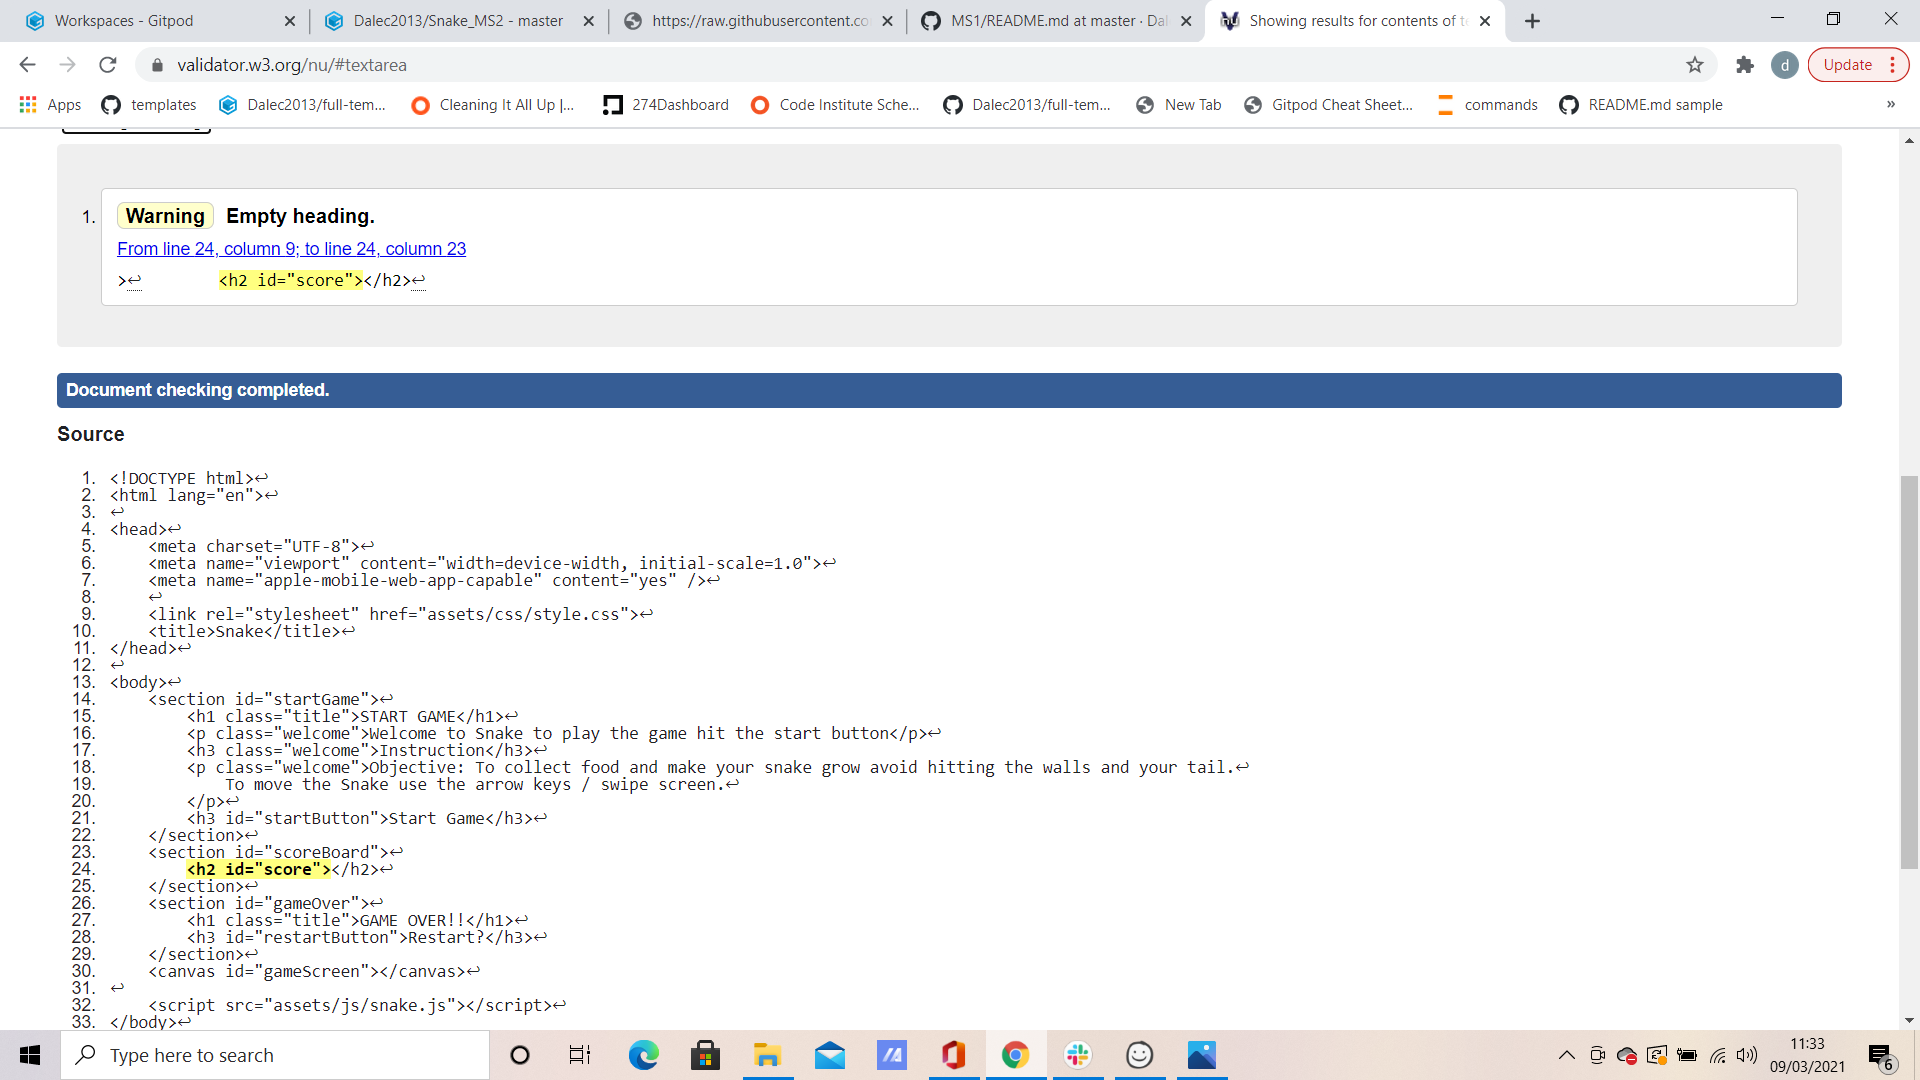 Workspaces - Gitpod
Dalec2013/Snake_MS2 - master
https://raw.githubusercontent.co
MS1/README.md at master · Dal
Showing results for contents of te
validator.w3.org/nu/#textarea
d
Update
Apps
templates
Dalec2013/full-tem...
Cleaning It All Up |...
274Dashboard
Code Institute Sche...
Dalec2013/full-tem...
New Tab
Gitpod Cheat Sheet...
commands
README.md sample
»
1. Warning Empty heading.
From line 24, column 9; to line 24, column 23
>↩ <h2 id="score"></h2>↩
Document checking completed.
Source
1. <!DOCTYPE html>↩
2. <html lang="en">↩
3. ↩
4. <head>↩
5. <meta charset="UTF-8">↩
6. <meta name="viewport" content="width=device-width, initial-scale=1.0">↩
7. <meta name="apple-mobile-web-app-capable" content="yes" />↩
8. ↩
9. <link rel="stylesheet" href="assets/css/style.css">↩
10. <title>Snake</title>↩
11. </head>↩
12. ↩
13. <body>↩
14. <section id="startGame">↩
15. <h1 class="title">START GAME</h1>↩
16. <p class="welcome">Welcome to Snake to play the game hit the start button</p>↩
17. <h3 class="welcome">Instruction</h3>↩
18. <p class="welcome">Objective: To collect food and make your snake grow avoid hitting the walls and your tail.↩
19. To move the Snake use the arrow keys / swipe screen.↩
20. </p>↩
21. <h3 id="startButton">Start Game</h3>↩
22. </section>↩
23. <section id="scoreBoard">↩
24. <h2 id="score"></h2>↩
25. </section>↩
26. <section id="gameOver">↩
27. <h1 class="title">GAME OVER!!</h1>↩
28. <h3 id="restartButton">Restart?</h3>↩
29. </section>↩
30. <canvas id="gameScreen"></canvas>↩
31. ↩
32. <script src="assets/js/snake.js"></script>↩
33. </body>↩
Type here to search
11:33
09/03/2021
6